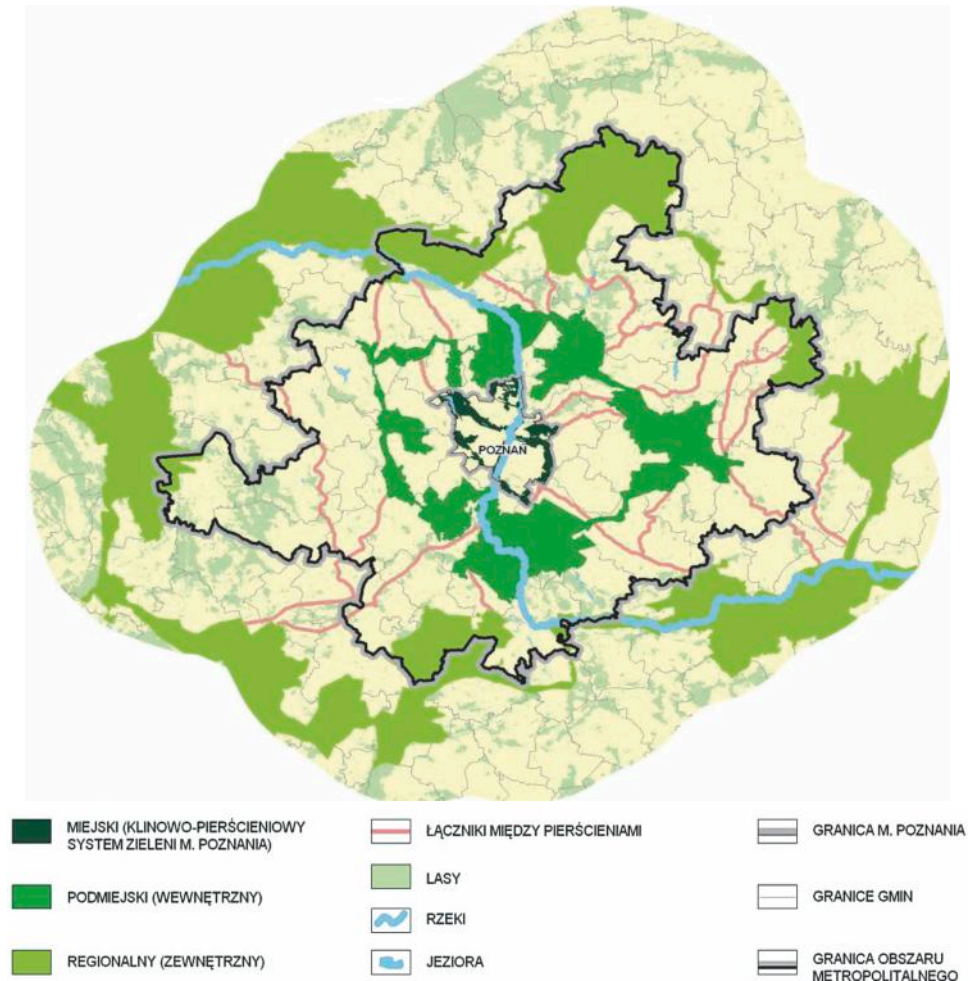 POZNAŃ
MIEJSKI (KLINOWO-PIERŚCIENIOWY
SYSTEM ZIELENI M. POZNANIA)
PODMIEJSKI (WEWNĘTRZNY)
REGIONALNY (ZEWNĘTRZNY)
ŁĄCZNIKI MIĘDZY PIERŚCIENIAMI
LASY
RZEKI
JEZIORA
GRANICA M. POZNANIA
GRANICE GMIN
GRANICA OBSZARU
METROPOLITALNEGO